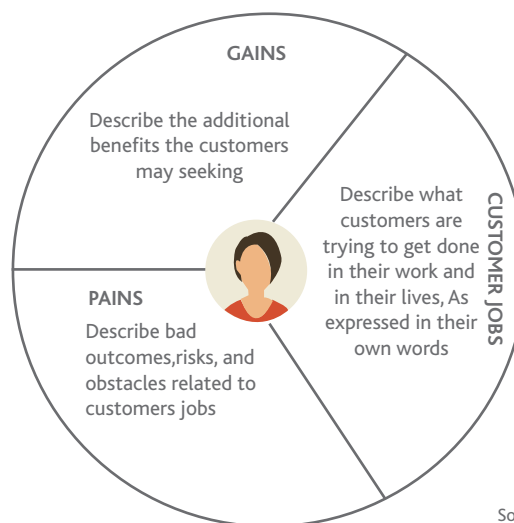 GAINS
Describe the additional
benefits the customers
may seeking
CUSTOMER JOBS
Describe what
customers are
trying to get done
in their work and
in their lives, As
expressed in their
own words
PAINS
Describe bad
outcomes,risks, and
obstacles related to
customers jobs